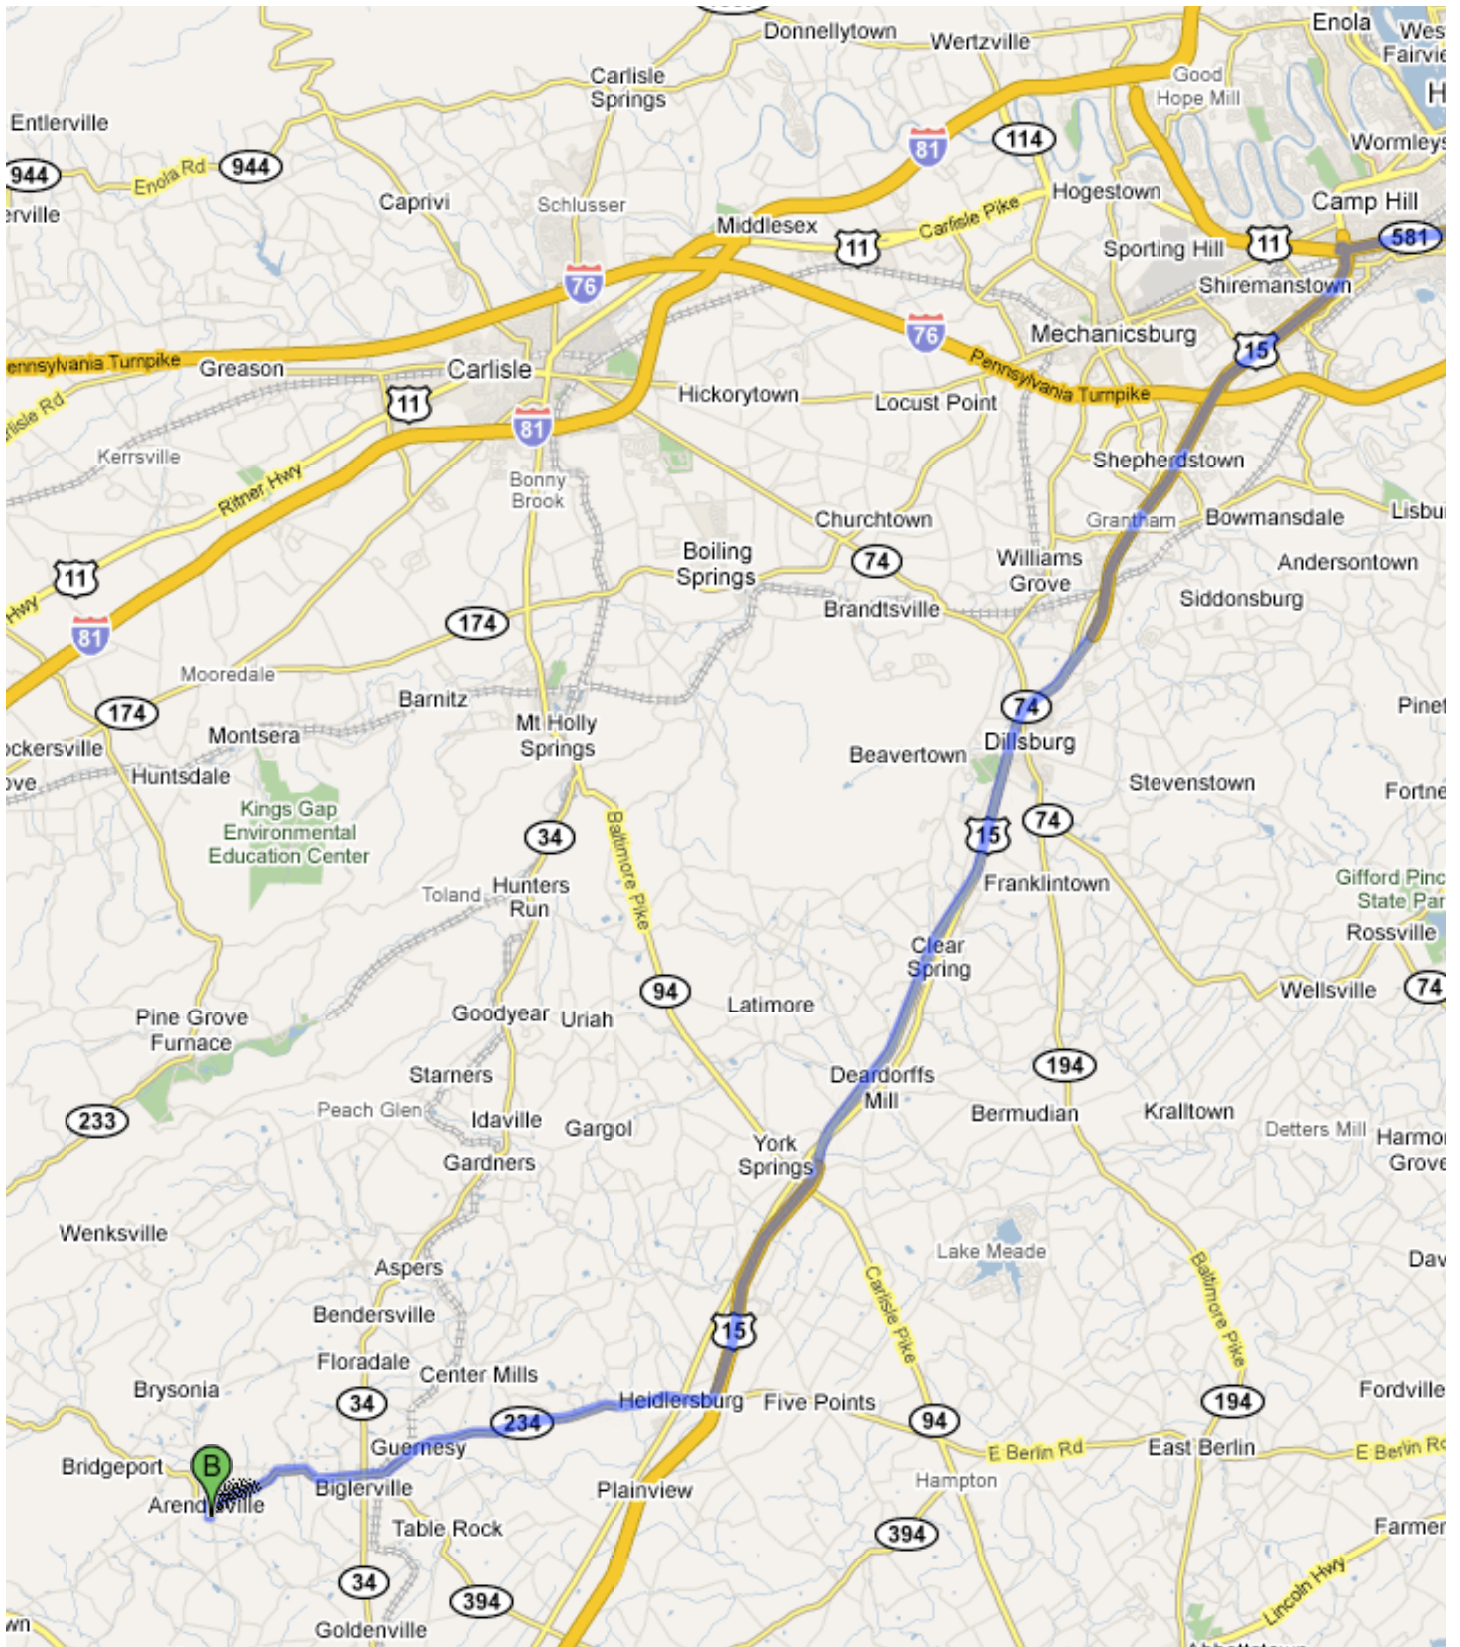 Donnellytown
Wertzville
Enola
Carlisle
Springs
Good
Hope Mill
Entlerville
81
114
944
Enola Rd
944
Caprivi
Schlusser
Hogestown
Camp Hill
Middlesex
Carlisle Pike
11
Sporting Hill
11
581
76
Shiremanstown
76
Mechanicsburg
15
Pennsylvania Turnpike
Greason
Carlisle
Pennsylvania Turnpike
11
Hickorytown
Locust Point
81
Kerrsville
Ritner Hwy
Bonny
Brook
Shepherdstown
Churchtown
Grantham
Bowmansdale
11
Boiling
Springs
74
Williams
Grove
Andersontown
Hwy
81
174
Brandtsville
Siddonsburg
Mooredale
174
Barnitz
74
Montsera
Mt Holly
Springs
Beavertown
Dillsburg
Huntsdale
Stevenstown
Kings Gap
Environmental
Education Center
34
Baltimore Pike
15
74
Toland
Hunters
Run
Franklintown
Rossville
Clear
Spring
94
Latimore
Wellsville
74
Pine Grove
Furnace
Goodyear
Uriah
Starners
Deardorffs
Mill
194
233
Peach Glen
Idaville
Gargol
Bermudian
Kralltown
Detters Mill
Gardners
York
Springs
Wenksville
Lake Meade
Aspers
Bendersville
Carlisle Pike
Baltimore Pike
15
Floradale
Center Mills
Brysonia
34
234
Heidlersburg
Five Points
94
194
Fordville
Guernesy
E Berlin Rd
East Berlin
E Berlin Rd
Bridgeport
B
Biglerville
Plainview
Hampton
Arendtsville
Table Rock
394
34
394
Lincoln Hwy
Goldenville